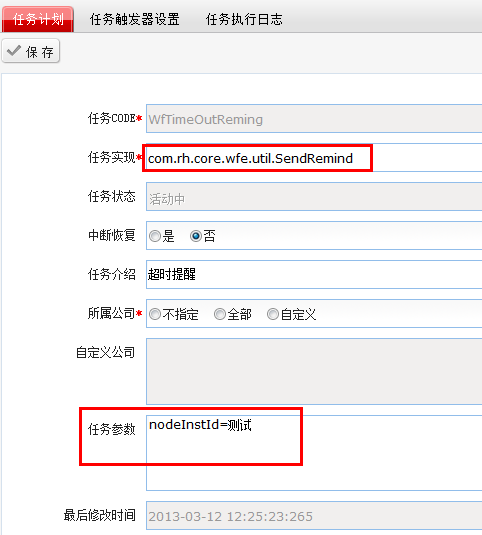 任务计划 任务触发器设置 任务执行日志
保 存
任务CODE* WfTimeOutReming
任务实现* com.rh.core.wfe.util.SendRemind
任务状态 活动中
中断恢复 是 否
任务介绍 超时提醒
所属公司* 不指定 全部 自定义
自定义公司
任务参数 nodeInstId=测试
最后修改时间 2013-03-12 12:25:23:265